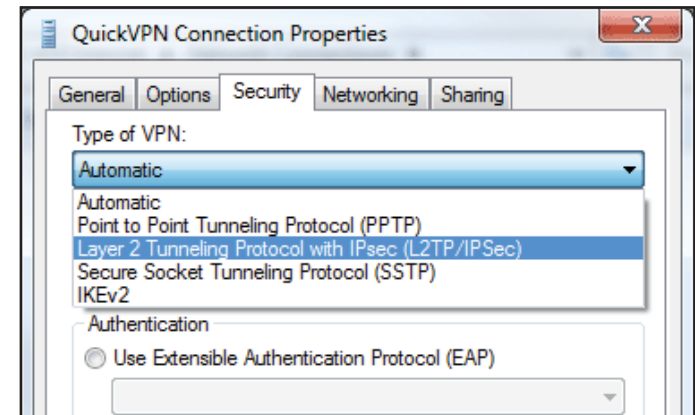 QuickVPN Connection Properties
X
General Options Security Networking Sharing
Type of VPN:
Automatic
Automatic
Point to Point Tunneling Protocol (PPTP)
Layer 2 Tunneling Protocol with IPsec (L2TP/IPSec)
Secure Socket Tunneling Protocol (SSTP)
IKEv2
Authentication
Use Extensible Authentication Protocol (EAP)